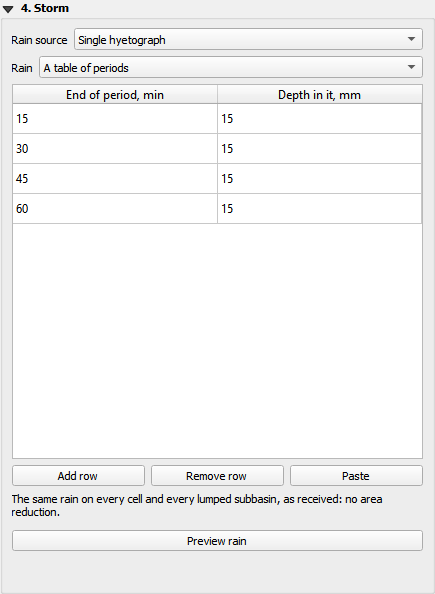 4. Storm
Rain source Single hyetograph
Rain A table of periods
End of period, min Depth in it, mm
15 15
30 15
45 15
60 15
Add row Remove row Paste
The same rain on every cell and every lumped subbasin, as received: no area
reduction.
Preview rain